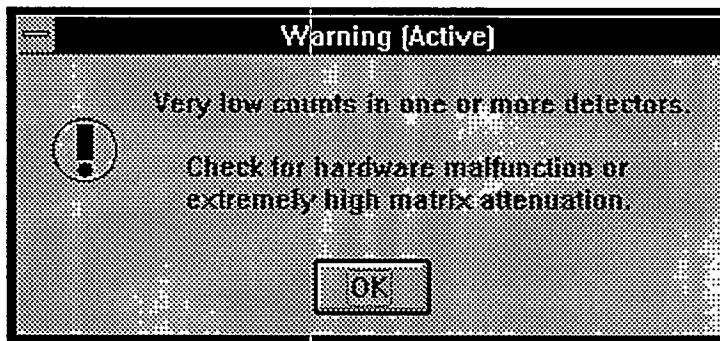 Warning (Active)
Very low counts in one or more detectors.
Check for hardware malfunction or
extremely high matrix attenuation.
OK